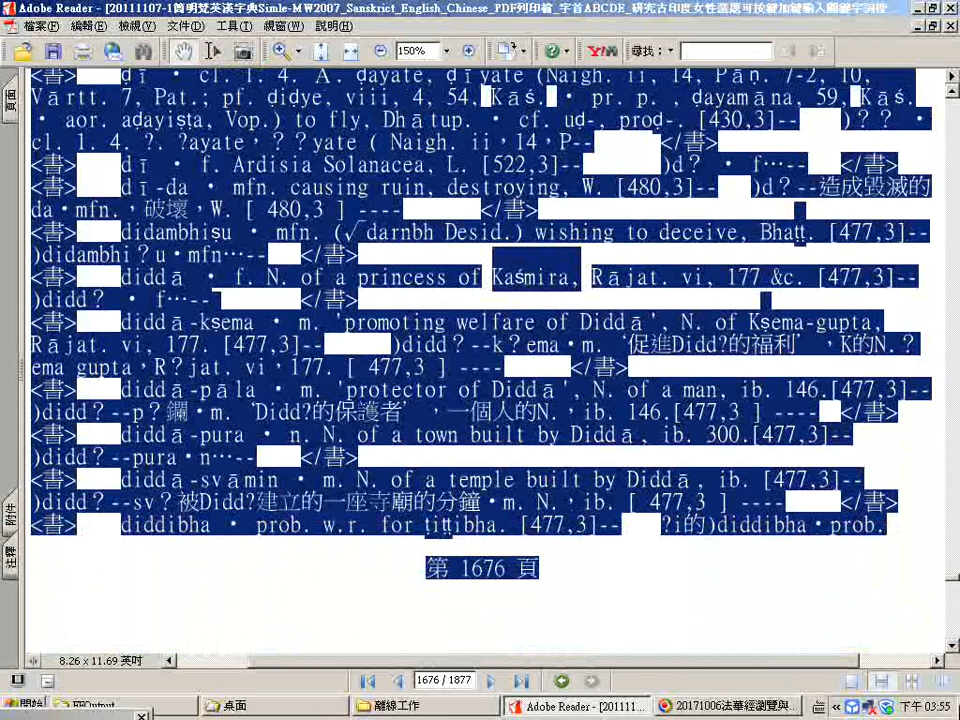 Adobe Reader - [20111107-1簡明梵英漢字典Simle-MW2007_Sanskrict_English_Chinese_PDF列印檔_字首ABCDE_研究古印度女性議題可按熱鍵輸入關鍵字詞搜
檔案(F) 編輯(E) 檢視(V) 文件(D) 工具(T) 視窗(W) 說明(H)
150% Y! 尋找：
<書> ḍī • cl. 1. 4. A. ḍayate, ḍīyate (Naigh. ii, 14, Pāṇ. 7-2, 10,
Vārtt. 7, Pat.; pf. ḍiḍye, viii, 4, 54, Kāś. • pr. p. , ḍayamāna, 59, Kāś.
• aor. aḍayiṣṭa, Vop.) to fly, Dhātup. • cf. uḍ-, proḍ-. [430,3]-- )？？ •
cl. 1. 4. ?. ?ayate，？？yate ( Naigh. ii，14，P-- </書>
<書> dī • f. Ardisia Solanacea, L. [522,3]-- )d？ • f…-- </書>
<書> dī-da • mfn. causing ruin, destroying, W. [480,3]-- )d？--造成毀滅的
da•mfn.，破壞，W. [ 480,3 ] ---- </書>
<書> didambhiṣu • mfn. (√ darnbh Desid.) wishing to deceive, Bhaṭṭ. [477,3]--
)didambhi？u•mfn…-- </書>
<書> diddā • f. N. of a princess of Kaśmira, Rājat. vi, 177 &c. [477,3]--
)didd？ • f…-- </書>
<書> diddā-kṣema • m. 'promoting welfare of Diddā', N. of Kṣema-gupta,
Rājat. vi, 177. [477,3]-- )didd？--k？ema•m.‘促進Didd?的福利’，K的N.？
ema gupta，R？jat. vi，177. [ 477,3 ] ---- </書>
<書> diddā-pāla • m. 'protector of Diddā', N. of a man, ib. 146.[477,3]--
)didd？--p？鑭•m.‘Didd?的保護者’，一個人的N.，ib. 146.[477,3 ] ---- </書>
<書> diddā-pura • n. N. of a town built by Diddā, ib. 300.[477,3]--
)didd？--pura•n…-- </書>
<書> diddā-svāmin • m. N. of a temple built by Diddā, ib. [477,3]--
)didd？--sv？被Didd?建立的一座寺廟的分鐘•m. N.，ib. [ 477,3 ] ---- </書>
<書> diddibha • prob. w.r. for ṭiṭṭibha. [477,3]-- ?i的)diddibha•prob.
第 1676 頁
頁面
附件
注釋
8.26 x 11.69 英吋
1676 / 1877
開始 FFOutput 桌面 離線工作 Adobe Reader - [201111... 20171006法華經瀏覽與... 下午 03:55